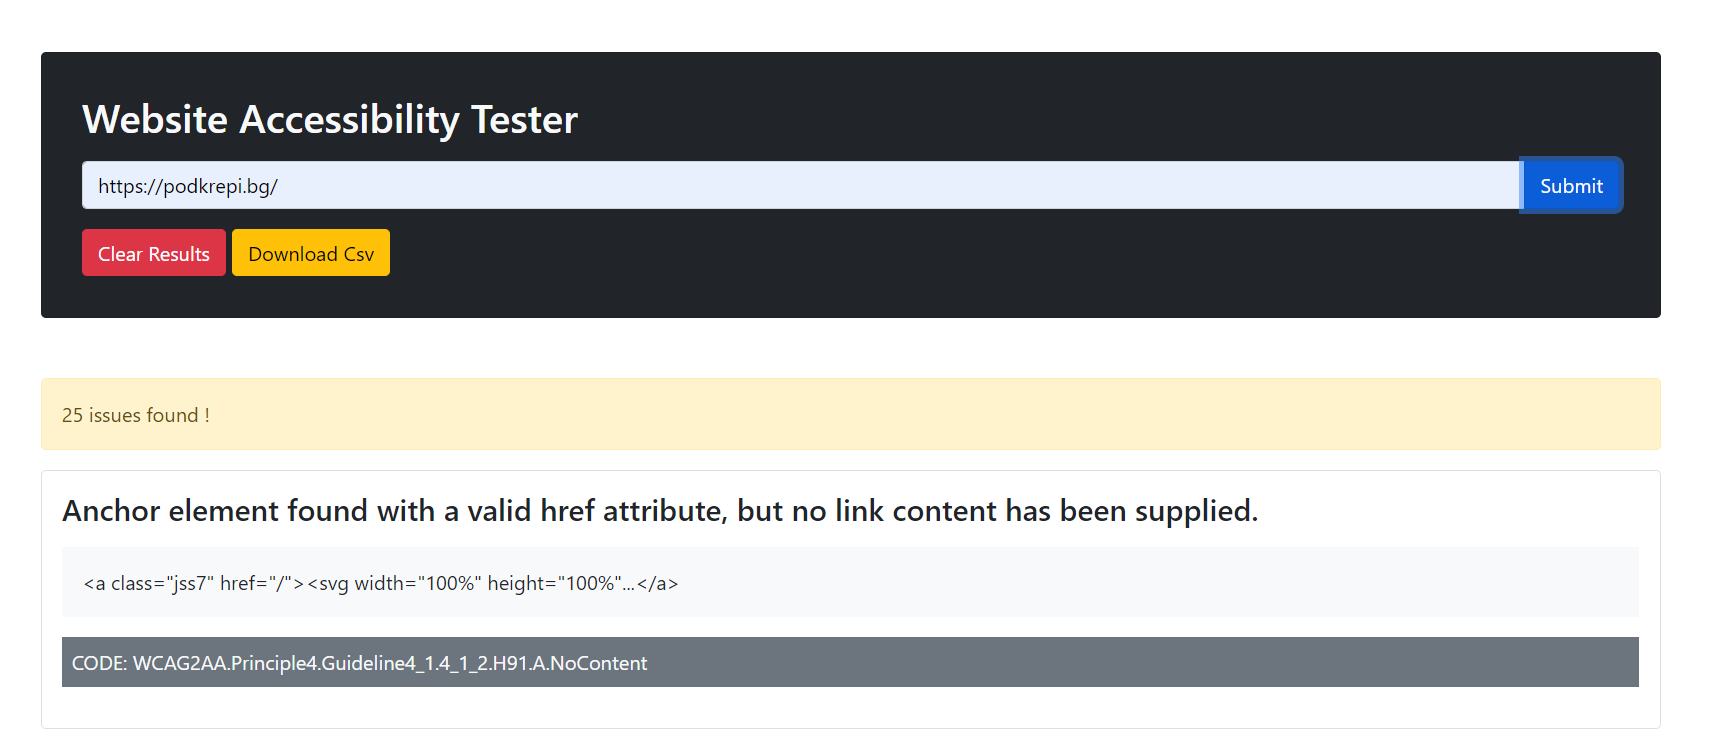 Website Accessibility Tester
https://podkrepi.bg/
Submit
Clear Results
Download Csv
25 issues found !
Anchor element found with a valid href attribute, but no link content has been supplied.
<a class="jss7" href="/"><svg width="100%" height="100%"...</a>
CODE: WCAG2AA.Principle4.Guideline4_1.4_1_2.H91.A.NoContent